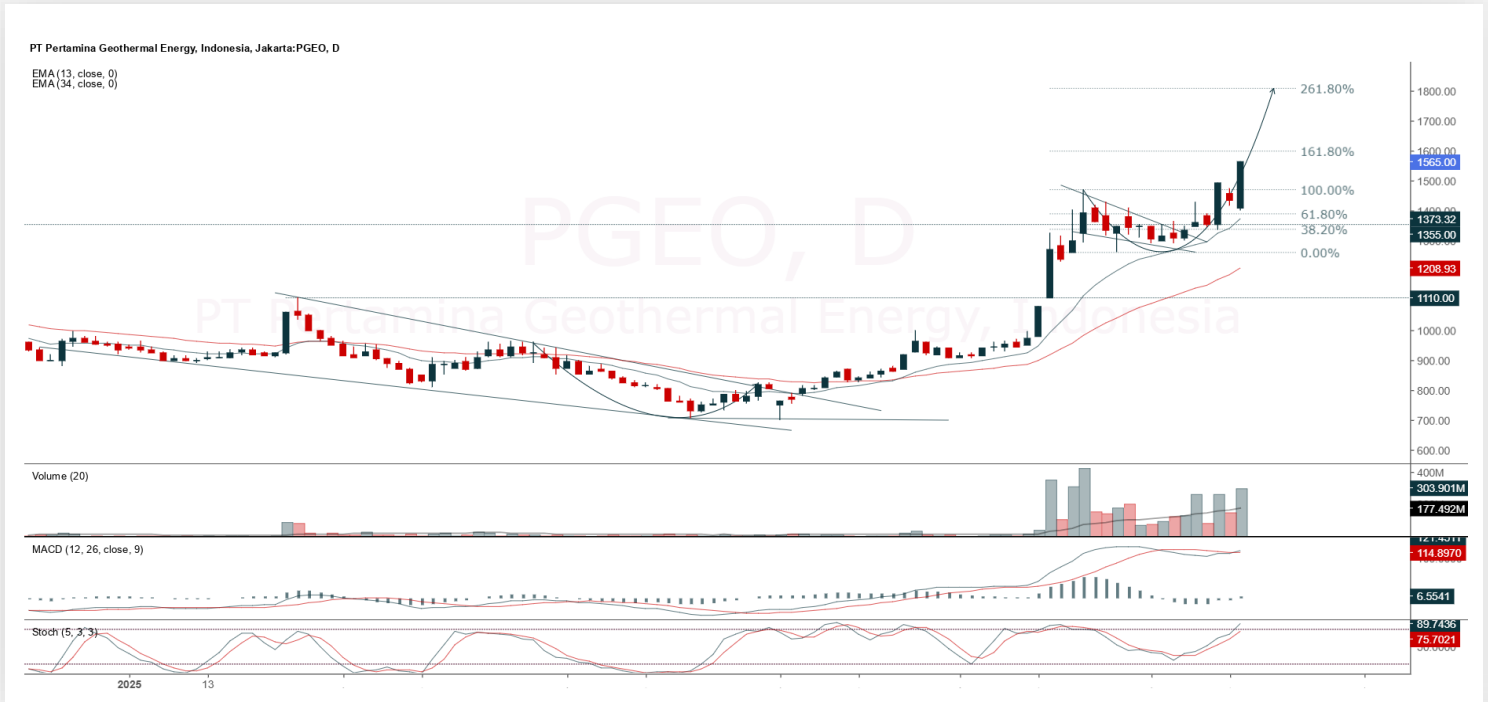 PT Pertamina Geothermal Energy, Indonesia, Jakarta:PGEO, D
EMA (13, close, 0)
EMA (34, close, 0)
PGEO, D
PT Pertamina Geothermal Energy, Indonesia
261.80%
161.80%
100.00%
61.80%
38.20%
0.00%
1800.00
1700.00
1600.00
1565.00
1500.00
1400.00
1373.32
1355.00
1208.93
1110.00
1000.00
900.00
800.00
700.00
600.00
Volume (20)
400M
303.901M
177.492M
MACD (12, 26, close, 9)
114.8970
6.5541
Stoch (5, 3, 3)
89.7436
75.7021
2025
13